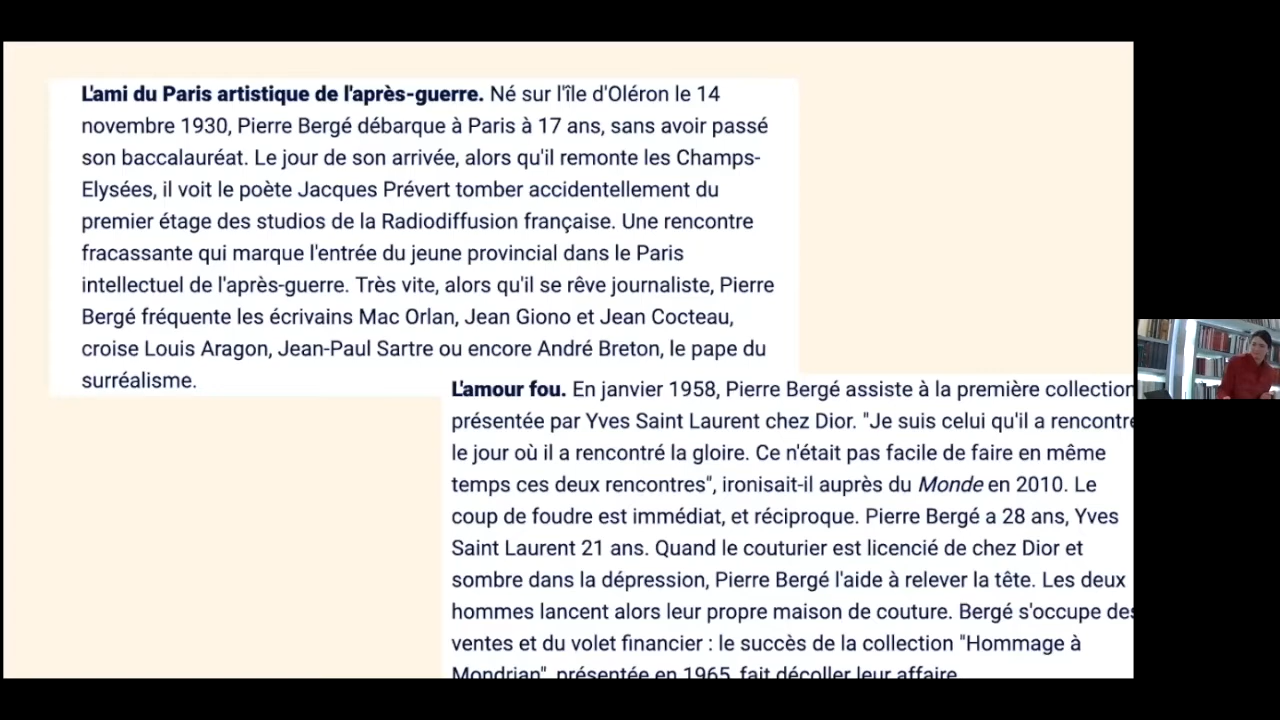 L'ami du Paris artistique de l'après-guerre. Né sur l'île d'Oléron le 14
novembre 1930, Pierre Bergé débarque à Paris à 17 ans, sans avoir passé
son baccalauréat. Le jour de son arrivée, alors qu'il remonte les Champs-
Elysées, il voit le poète Jacques Prévert tomber accidentellement du
premier étage des studios de la Radiodiffusion française. Une rencontre
fracassante qui marque l'entrée du jeune provincial dans le Paris
intellectuel de l'après-guerre. Très vite, alors qu'il se rêve journaliste, Pierre
Bergé fréquente les écrivains Mac Orlan, Jean Giono et Jean Cocteau,
croise Louis Aragon, Jean-Paul Sartre ou encore André Breton, le pape du
surréalisme.
L'amour fou. En janvier 1958, Pierre Bergé assiste à la première collection
présentée par Yves Saint Laurent chez Dior. "Je suis celui qu'il a rencontré
le jour où il a rencontré la gloire. Ce n'était pas facile de faire en même
temps ces deux rencontres", ironisait-il auprès du Monde en 2010. Le
coup de foudre est immédiat, et réciproque. Pierre Bergé a 28 ans, Yves
Saint Laurent 21 ans. Quand le couturier est licencié de chez Dior et
sombre dans la dépression, Pierre Bergé l'aide à relever la tête. Les deux
hommes lancent alors leur propre maison de couture. Bergé s'occupe des
ventes et du volet financier : le succès de la collection "Hommage à
Mondrian", présentée en 1965, fait décoller leur affaire.